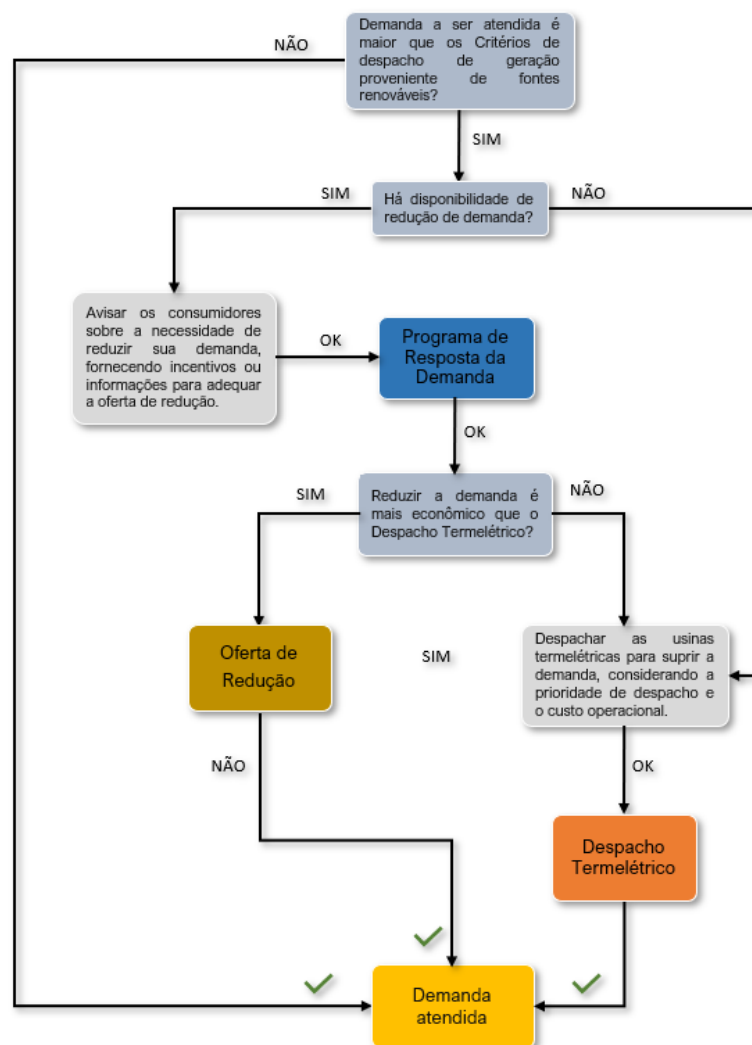 Demanda a ser atendida é
maior que os Critérios de
despacho de geração
proveniente de fontes
renováveis?
NÃO
SIM
SIM
Há disponibilidade de
redução de demanda?
NÃO
Avisar os consumidores
sobre a necessidade de
reduzir sua demanda,
fornecendo incentivos ou
informações para adequar
a oferta de redução.
OK
Programa de
Resposta da
Demanda
OK
SIM
Reduzir a demanda é
mais econômico que o
Despacho Termelétrico?
NÃO
Oferta de
Redução
SIM
Despachar as usinas
termelétricas para suprir a
demanda, considerando a
prioridade de despacho e
o custo operacional.
NÃO
OK
Despacho
Termelétrico
Demanda
atendida